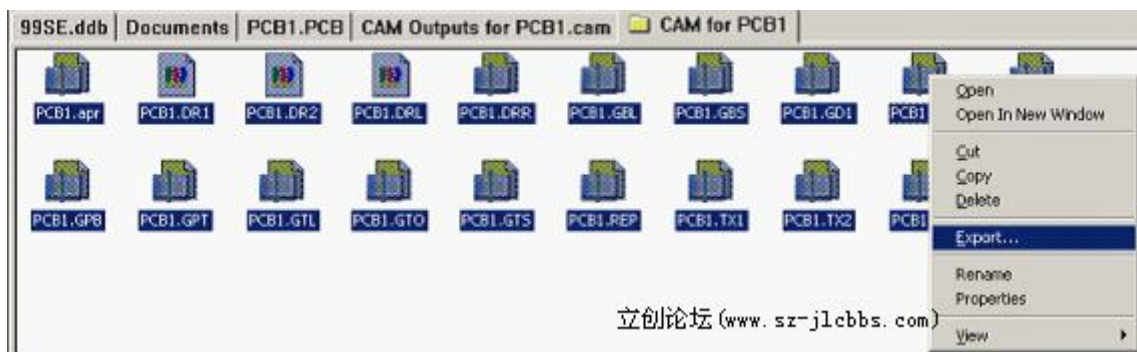 99SE.ddb Documents PCB1.PCB CAM Outputs for PCB1.cam CAM for PCB1
PCB1.apr PCB1.DR1 PCB1.DR2 PCB1.DRL PCB1.DRR PCB1.GBL PCB1.GBS PCB1.GD1 PCB1
PCB1.GPB PCB1.GPT PCB1.GTL PCB1.GTO PCB1.GTS PCB1.REP PCB1.TX1 PCB1.TX2 PCB1
Open
Open In New Window
Cut
Copy
Delete
Export...
Rename
Properties
View
立创论坛(www.sz-jlcbbs.com)